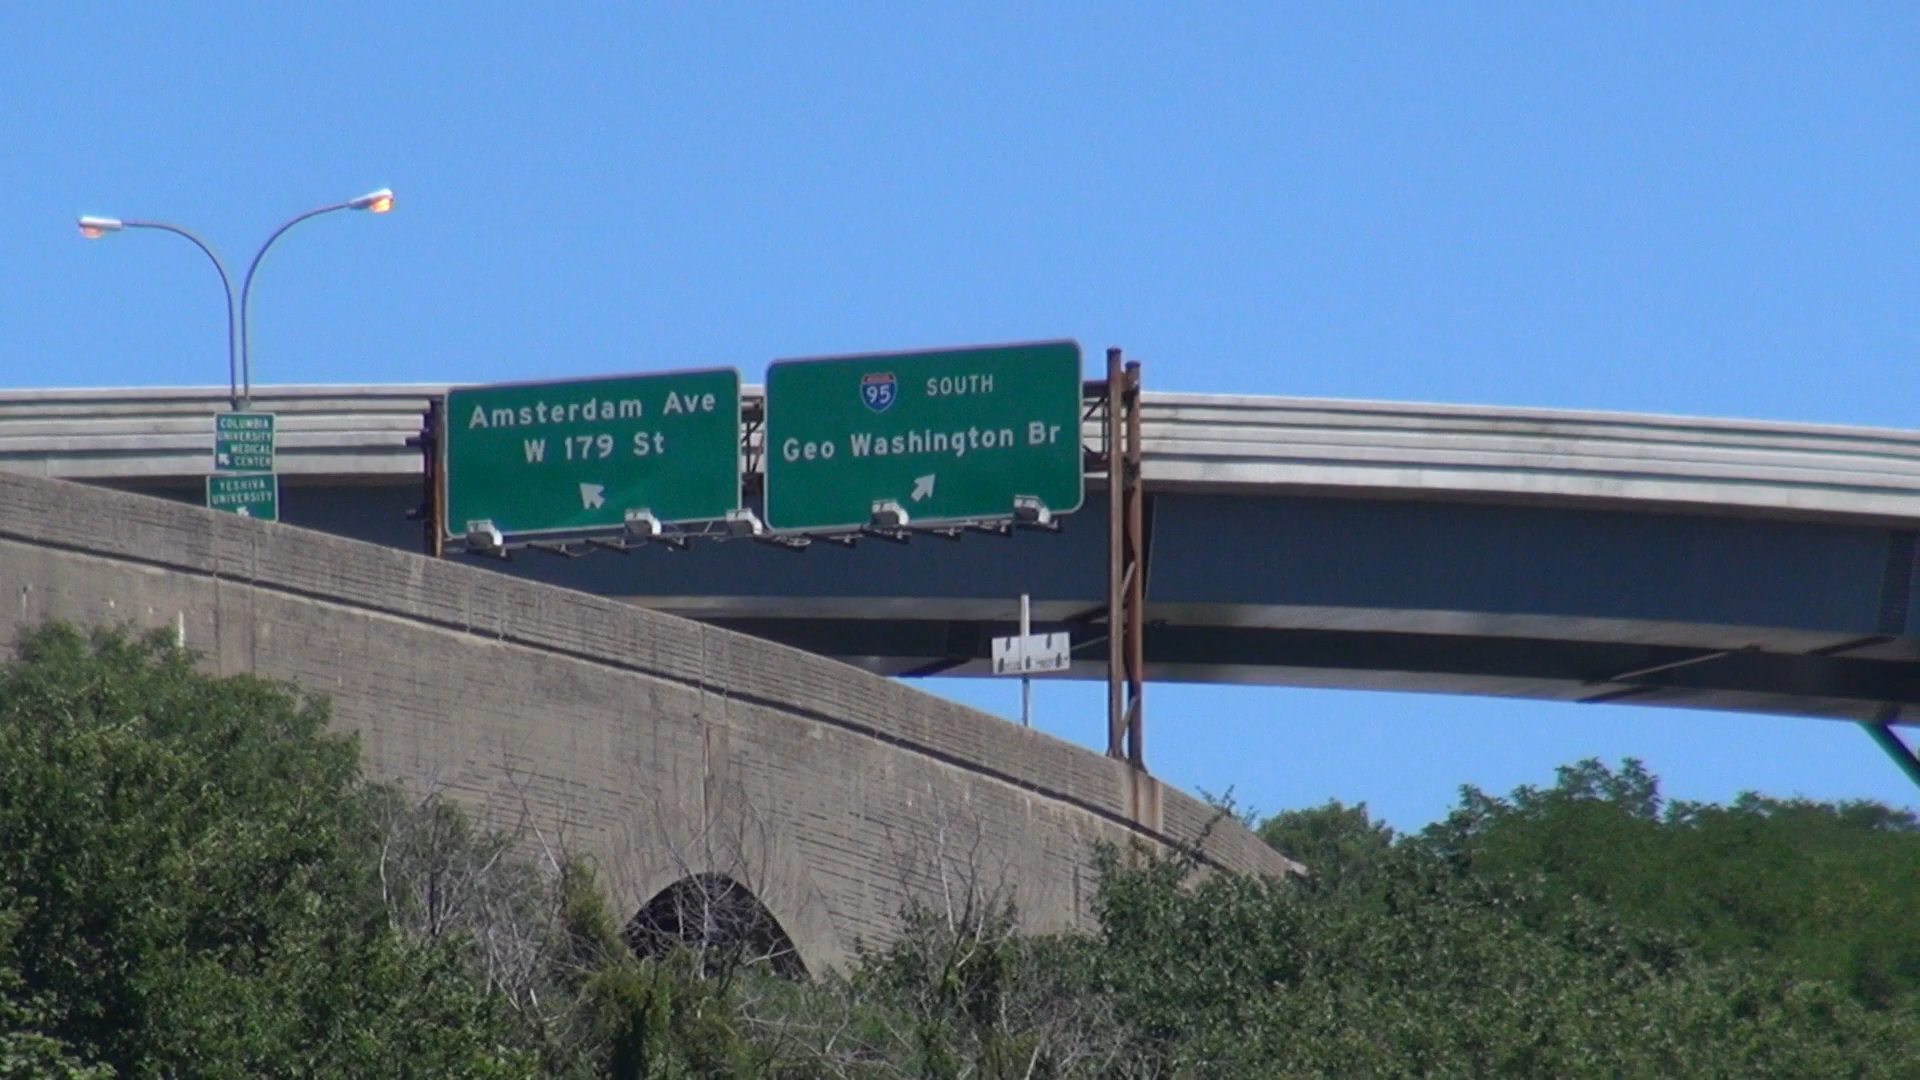 COLUMBIA
UNIVERSITY
MEDICAL
CENTER
YESHIVA
UNIVERSITY
Amsterdam Ave
W 179 St
95 SOUTH
Geo Washington Br